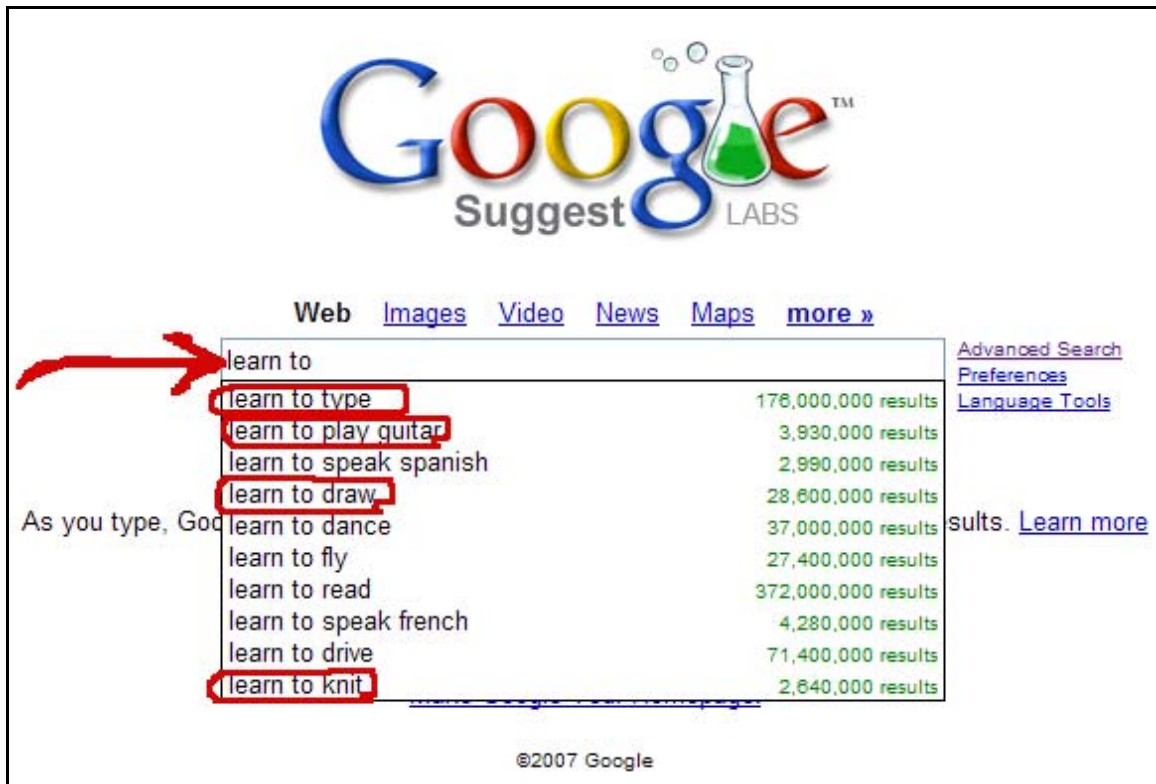 Google™
Suggest LABS
Web Images Video News Maps more »
learn to
Advanced Search
Preferences
Language Tools
learn to type 176,000,000 results
learn to play guitar 3,930,000 results
learn to speak spanish 2,990,000 results
learn to draw 28,600,000 results
learn to dance 37,000,000 results
learn to fly 27,400,000 results
learn to read 372,000,000 results
learn to speak french 4,280,000 results
learn to drive 71,400,000 results
learn to knit 2,640,000 results
As you type, sults. Learn more
©2007 Google